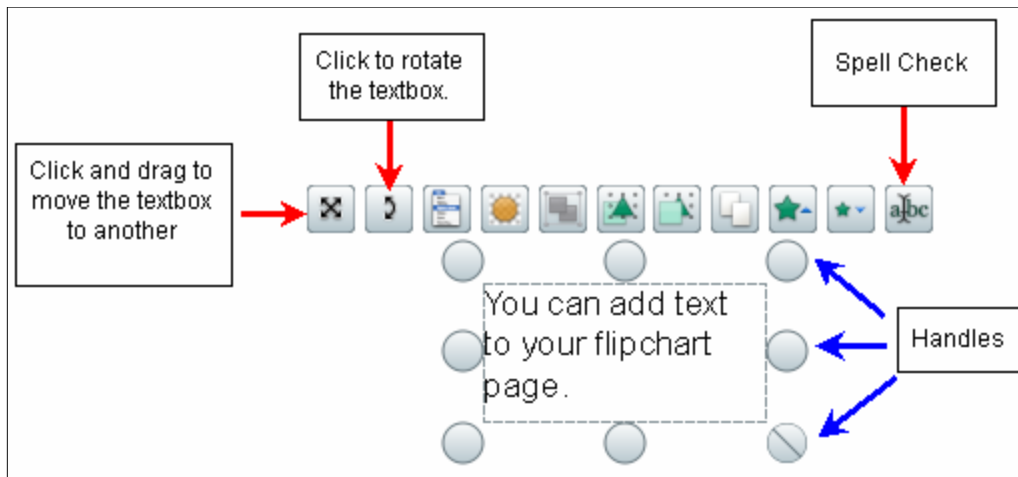 Click to rotate
the textbox.
Spell Check
Click and drag to
move the textbox
to another
abc
You can add text
to your flipchart
page.
Handles